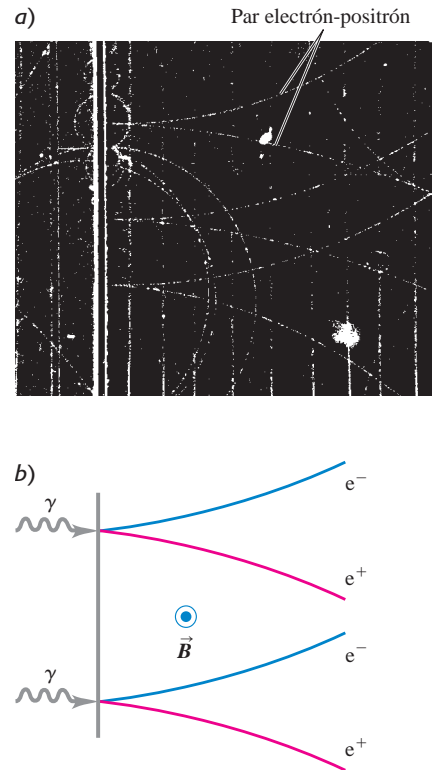 a)
Par electrón-positrón
b)
γ
e⁻
e⁺
B⃗
e⁻
γ
e⁺